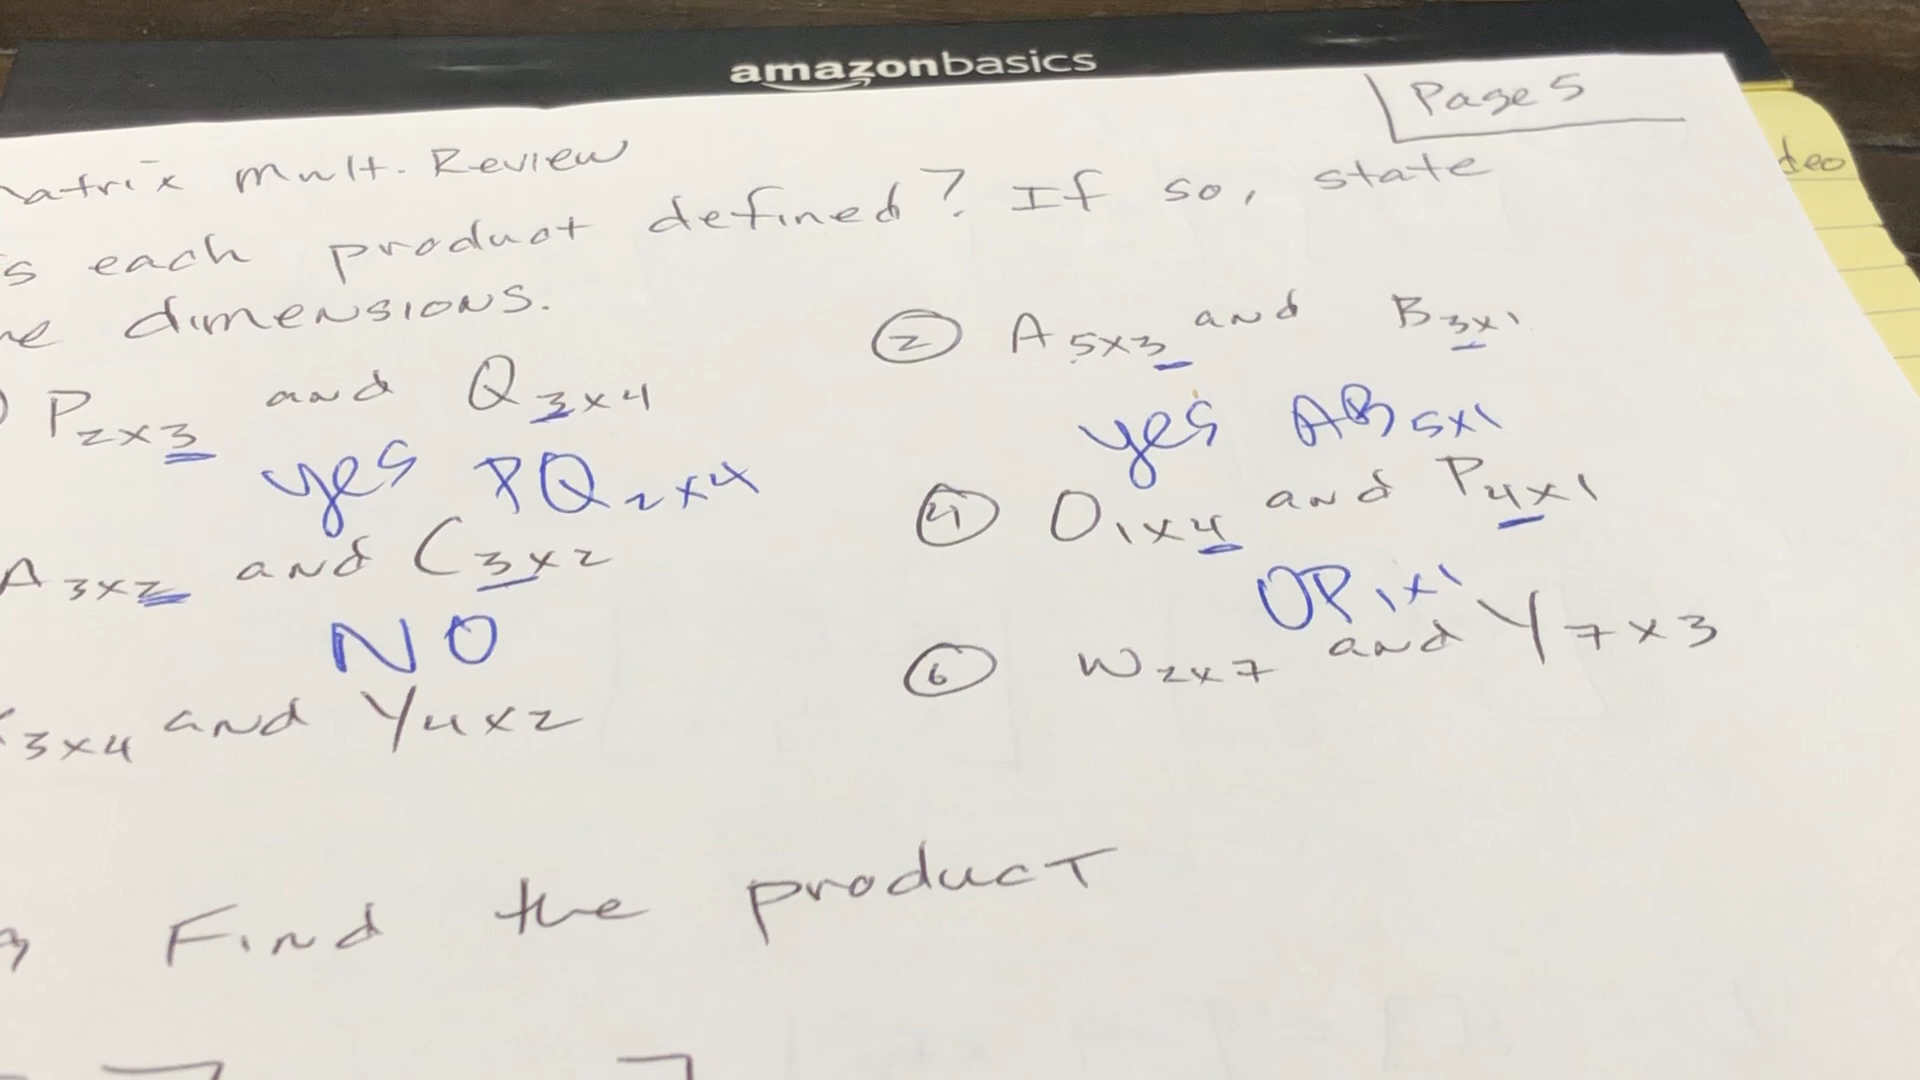 amazonbasics
Page 5
atrix mult. Review
s each product defined? If so, state
he dimensions.
P2x3 and Q3x4
yes PQ2x4
② A5x3 and B3x1
yes AB5x1
A3x2 and C3x2
NO
④ O1x4 and P4x1
OP1x1
3x4 and Y4x2
⑥ W2x7 and Y7x3
Find the product